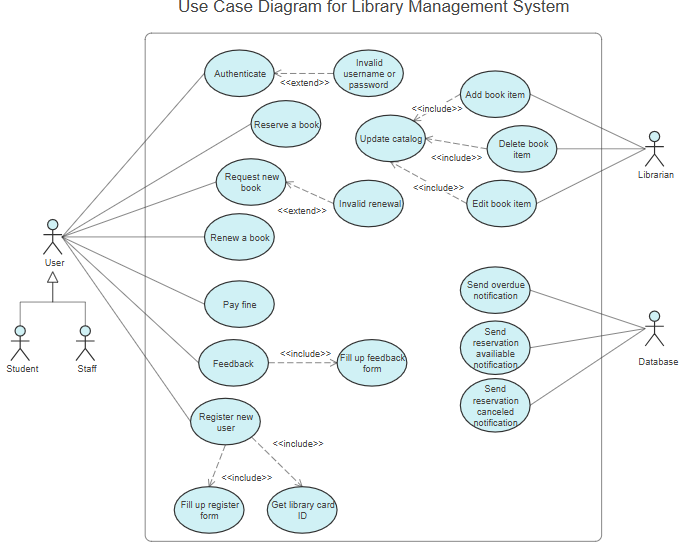 Use Case Diagram for Library Management System
Authenticate
<<extend>>
Invalid
username or
password
Add book item
<<include>>
Reserve a book
Update catalog
Delete book
item
<<include>>
Librarian
Request new
book
<<extend>>
Invalid renewal
<<include>>
Edit book item
User
Renew a book
Send overdue
notification
Pay fine
Send
reservation
availiable
notification
Database
Student
Staff
Feedback
<<include>>
Fill up feedback
form
Send
reservation
canceled
notification
Register new
user
<<include>>
<<include>>
Fill up register
form
Get library card
ID